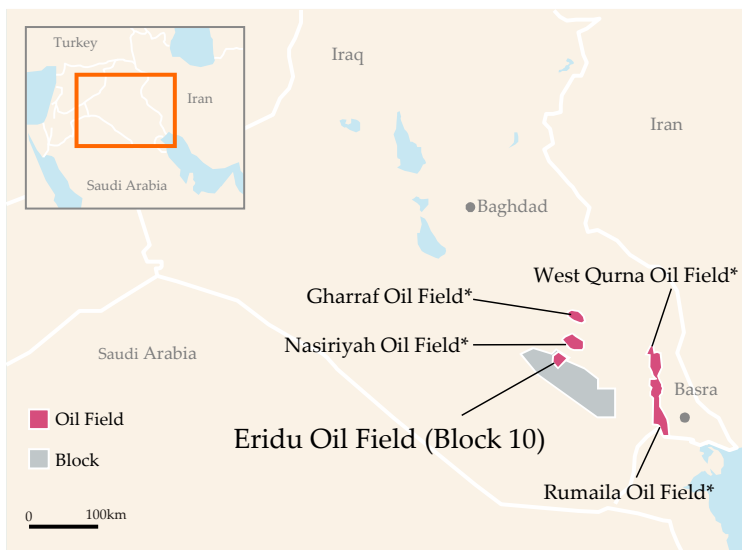 Turkey
Iran
Saudi Arabia
Iraq
Iran
Baghdad
West Qurna Oil Field*
Gharraf Oil Field*
Nasiriyah Oil Field*
Saudi Arabia
Basra
Oil Field
Eridu Oil Field (Block 10)
Block
Rumaila Oil Field*
0 100km